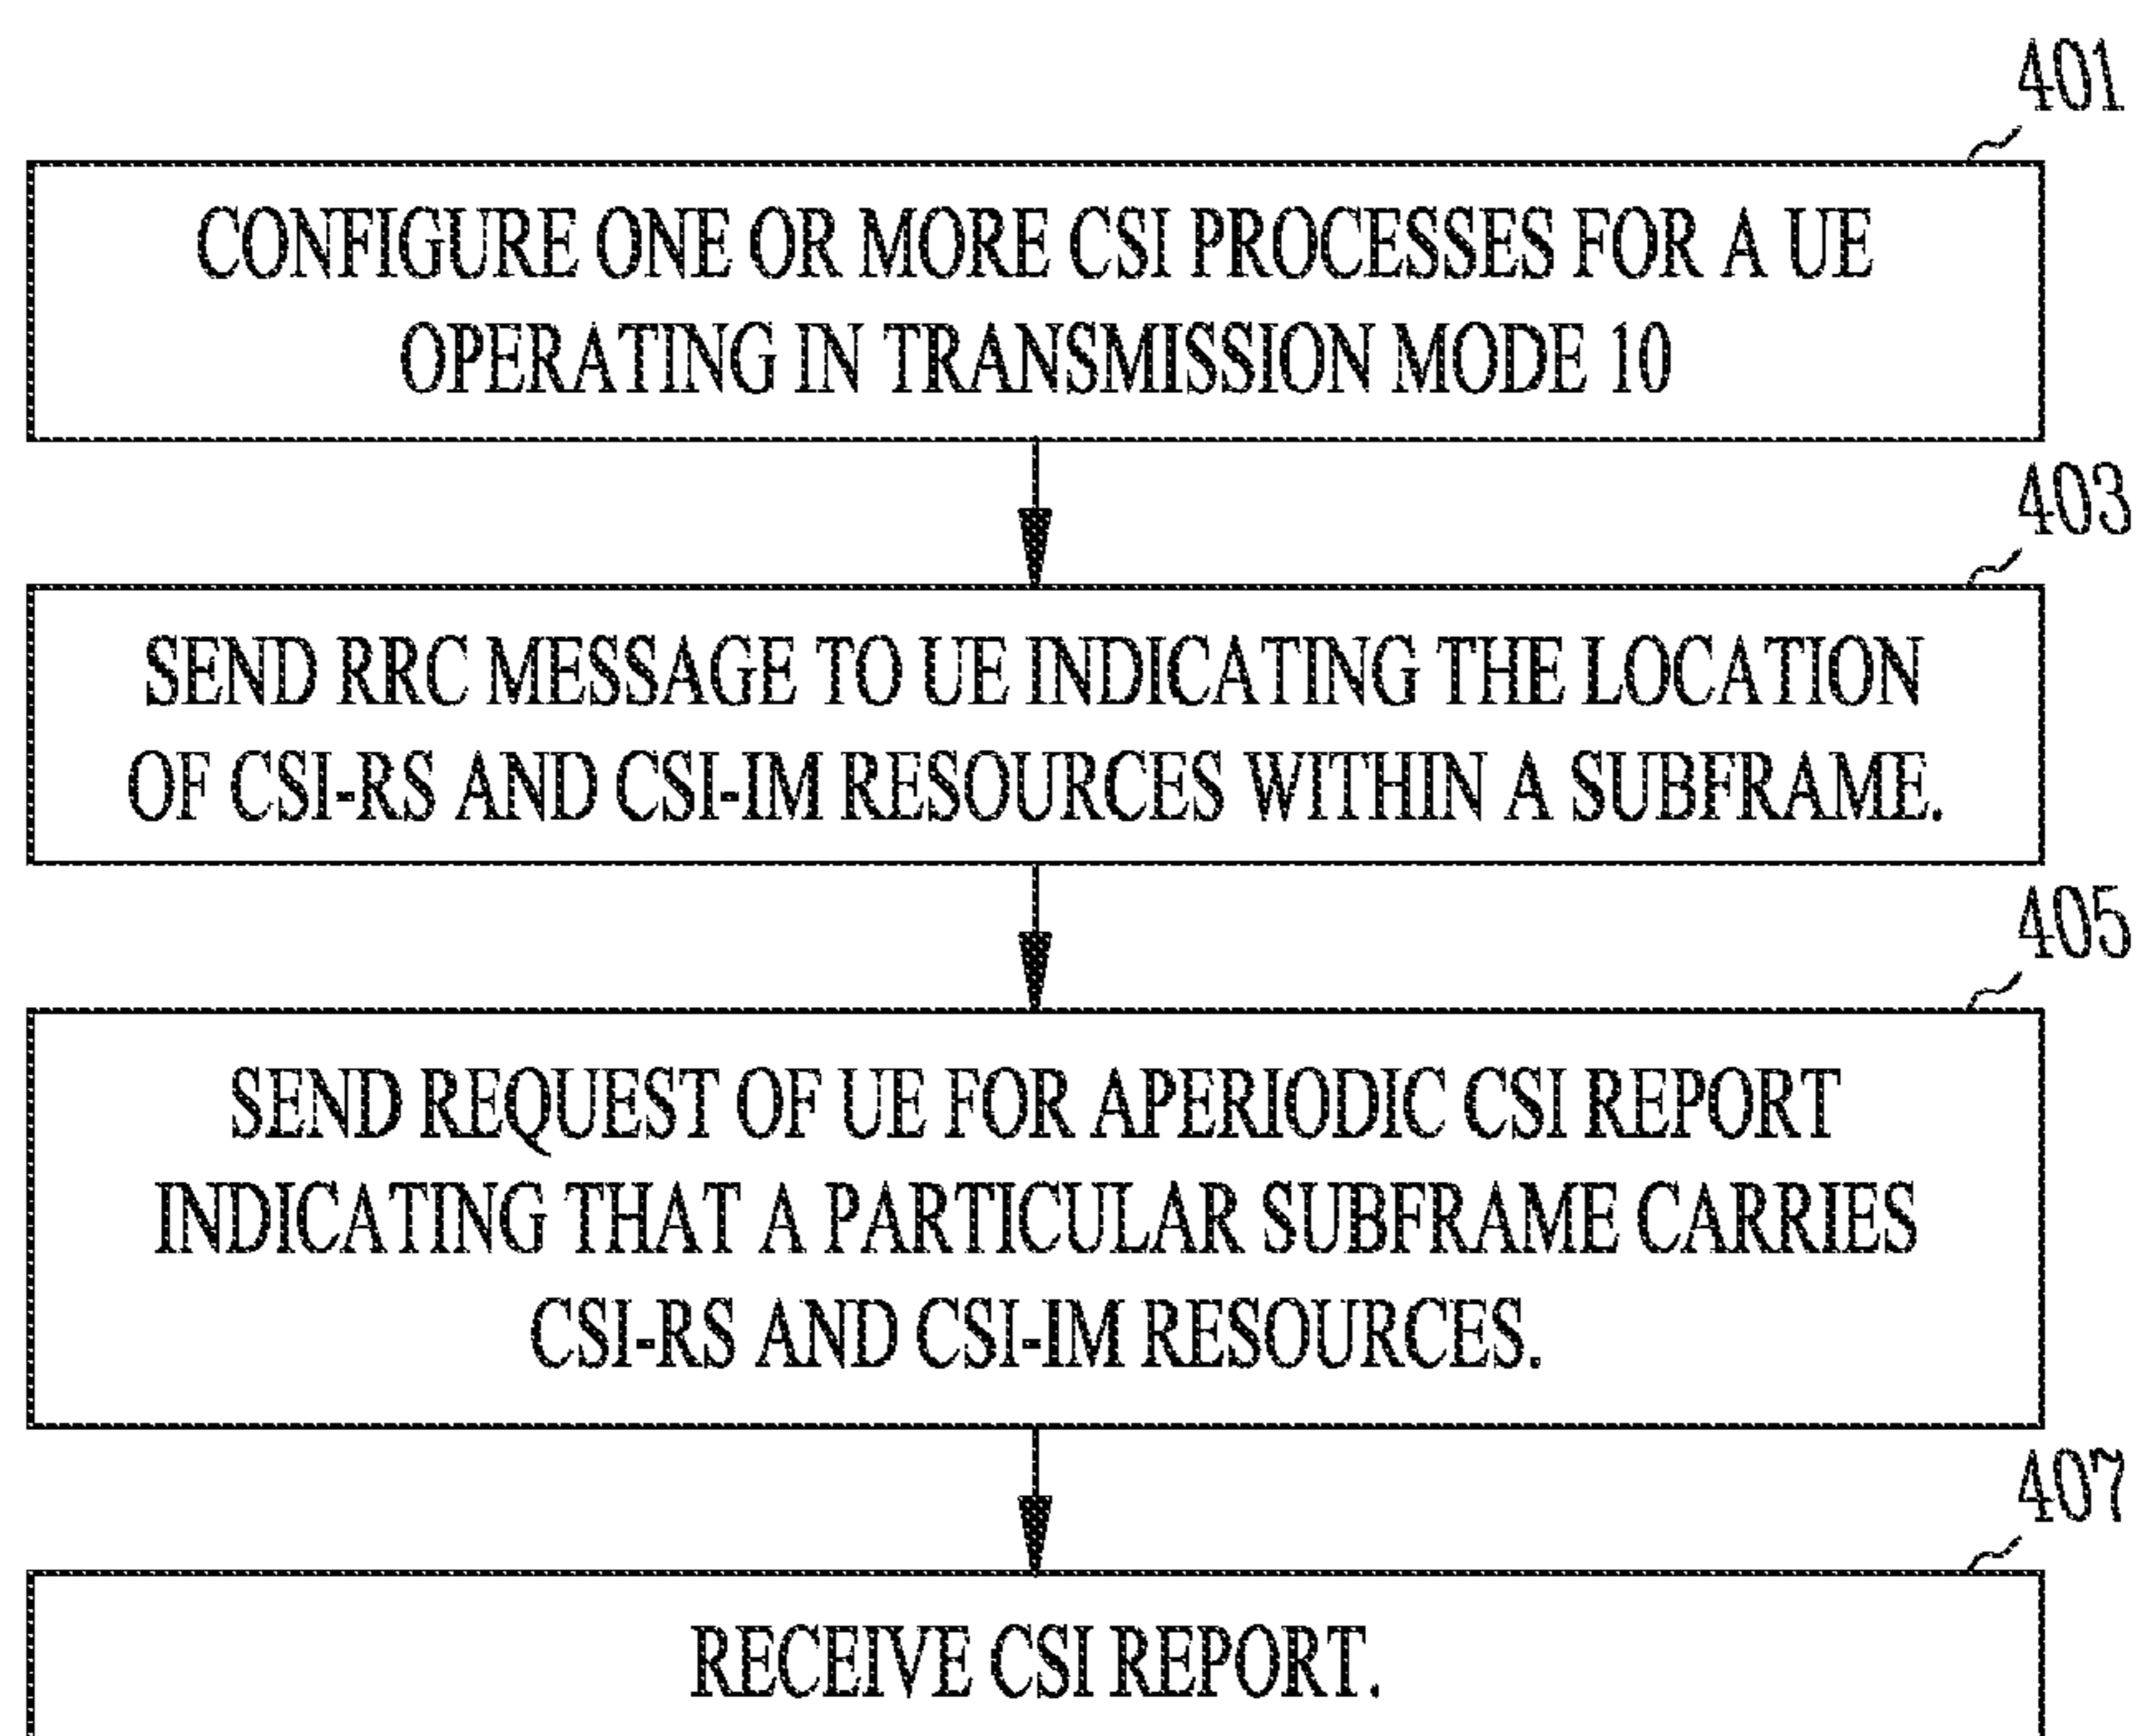 401
CONFIGURE ONE OR MORE CSI PROCESSES FOR A UE
OPERATING IN TRANSMISSION MODE 10
403
SEND RRC MESSAGE TO UE INDICATING THE LOCATION
OF CSI-RS AND CSI-IM RESOURCES WITHIN A SUBFRAME.
405
SEND REQUEST OF UE FOR APERIODIC CSI REPORT
INDICATING THAT A PARTICULAR SUBFRAME CARRIES
CSI-RS AND CSI-IM RESOURCES.
407
RECEIVE CSI REPORT.